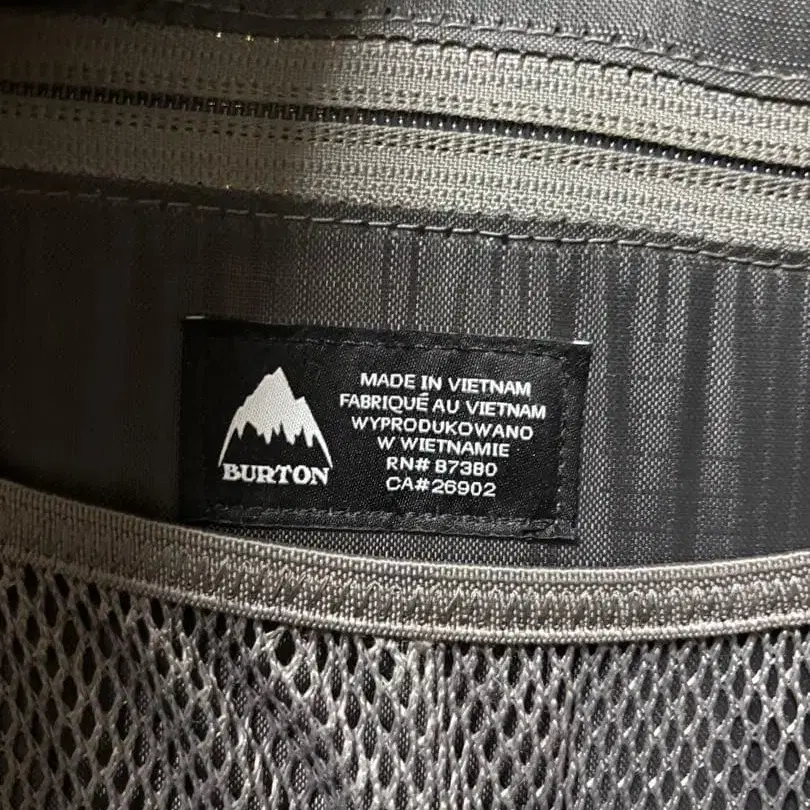 BURTON
MADE IN VIETNAM
FABRIQUÉ AU VIETNAM
WYPRODUKOWANO
W WIETNAMIE
RN# 87380
CA#26902